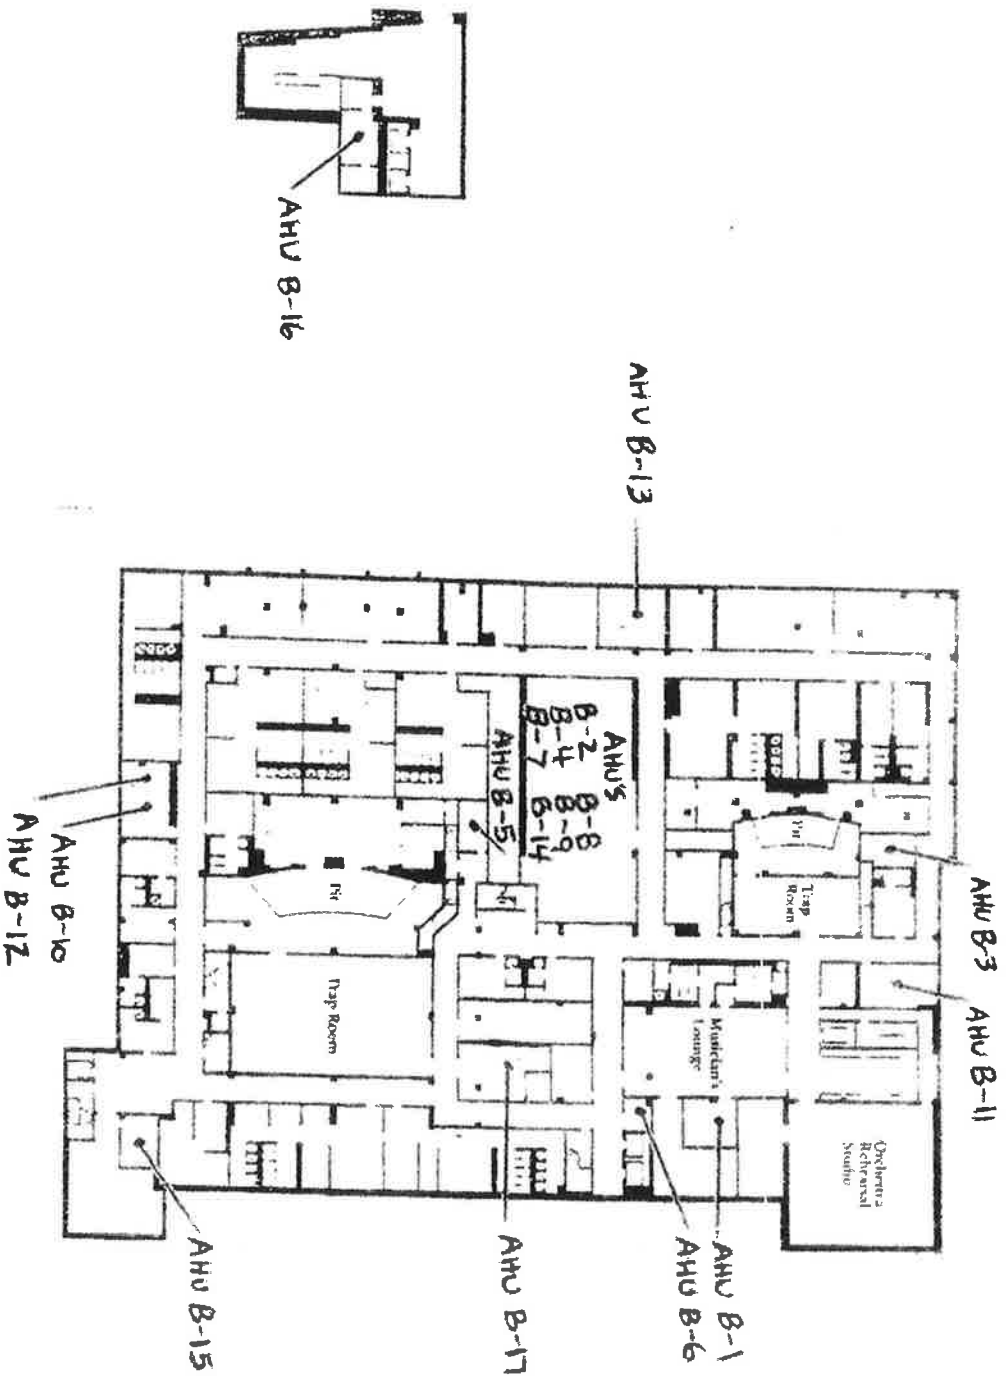 AHU B-16
AHU B-13
AHU'S
B-2 B-8
B-4 B-9
B-7 B-14
AHU B-5
Pit
Trap
Room
AHU B-3
AHU B-11
Pit
Trap Room
Musician's
Lounge
Orchestra
Rehearsal
Studio
AHU B-10
AHU B-12
AHU B-1
AHU B-6
AHU B-17
AHU B-15